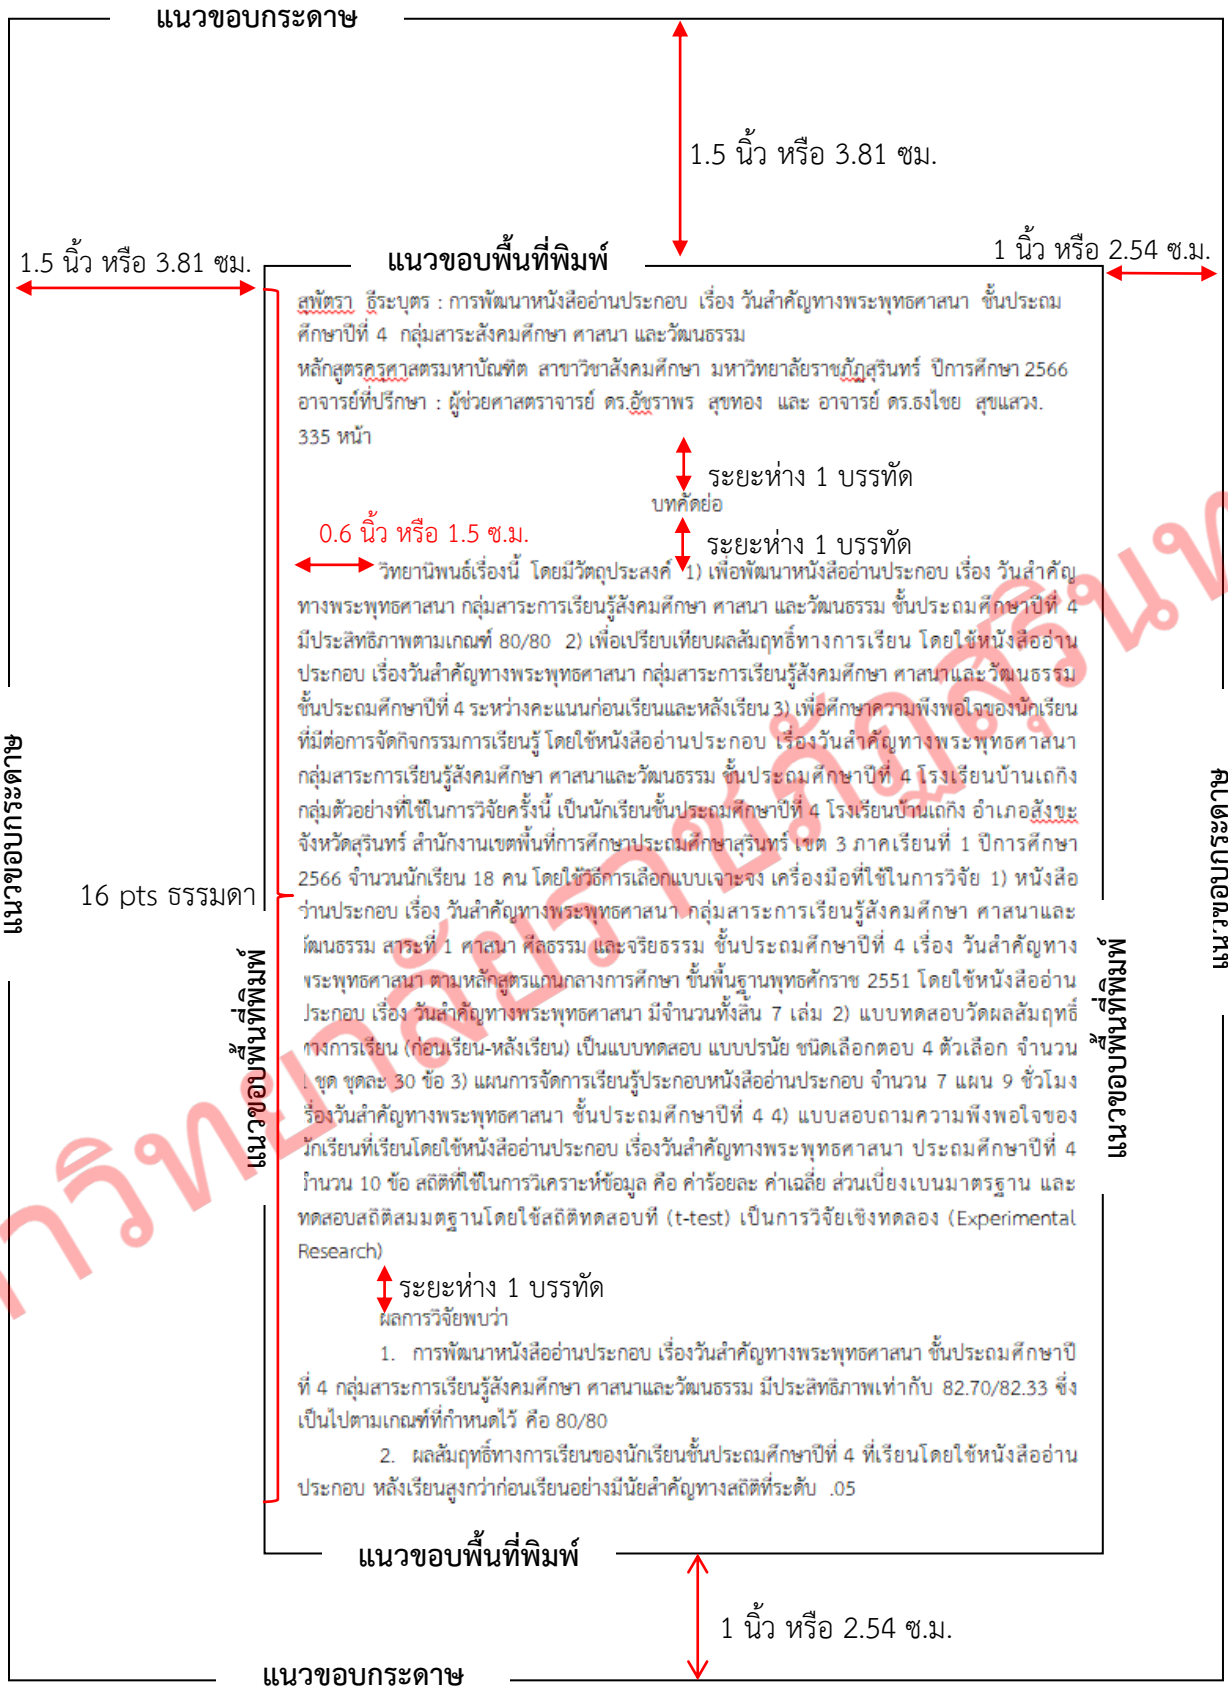 แนวขอบกระดาษ
1.5 นิ้ว หรือ 3.81 ซม.
1.5 นิ้ว หรือ 3.81 ซม.
แนวขอบพื้นที่พิมพ์
1 นิ้ว หรือ 2.54 ซ.ม.
สุพัตรา ธีระบุตร : การพัฒนาหนังสืออ่านประกอบ เรื่อง วันสำคัญทางพระพุทธศาสนา ชั้นประถม
ศึกษาปีที่ 4 กลุ่มสาระสังคมศึกษา ศาสนา และวัฒนธรรม
หลักสูตรครุศาสตรมหาบัณฑิต สาขาวิชาสังคมศึกษา มหาวิทยาลัยราชภัฏสุรินทร์ ปีการศึกษา 2566
อาจารย์ที่ปรึกษา : ผู้ช่วยศาสตราจารย์ ดร.อัชราพร สุขทอง และ อาจารย์ ดร.ธงไชย สุขแสวง.
335 หน้า
ระยะห่าง 1 บรรทัด
บทคัดย่อ
0.6 นิ้ว หรือ 1.5 ซ.ม.
ระยะห่าง 1 บรรทัด
วิทยานิพนธ์เรื่องนี้ โดยมีวัตถุประสงค์ 1) เพื่อพัฒนาหนังสืออ่านประกอบ เรื่อง วันสำคัญ
ทางพระพุทธศาสนา กลุ่มสาระการเรียนรู้สังคมศึกษา ศาสนา และวัฒนธรรม ชั้นประถมศึกษาปีที่ 4
มีประสิทธิภาพตามเกณฑ์ 80/80 2) เพื่อเปรียบเทียบผลสัมฤทธิ์ทางการเรียน โดยใช้หนังสืออ่าน
ประกอบ เรื่องวันสำคัญทางพระพุทธศาสนา กลุ่มสาระการเรียนรู้สังคมศึกษา ศาสนาและวัฒนธรรม
ชั้นประถมศึกษาปีที่ 4 ระหว่างคะแนนก่อนเรียนและหลังเรียน 3) เพื่อศึกษาความพึงพอใจของนักเรียน
ที่มีต่อการจัดกิจกรรมการเรียนรู้ โดยใช้หนังสืออ่านประกอบ เรื่องวันสำคัญทางพระพุทธศาสนา
กลุ่มสาระการเรียนรู้สังคมศึกษา ศาสนาและวัฒนธรรม ชั้นประถมศึกษาปีที่ 4 โรงเรียนบ้านเถกิง
กลุ่มตัวอย่างที่ใช้ในการวิจัยครั้งนี้ เป็นนักเรียนชั้นประถมศึกษาปีที่ 4 โรงเรียนบ้านเถกิง อำเภอสังขะ
จังหวัดสุรินทร์ สำนักงานเขตพื้นที่การศึกษาประถมศึกษาสุรินทร์ เขต 3 ภาคเรียนที่ 1 ปีการศึกษา
2566 จำนวนนักเรียน 18 คน โดยใช้วิธีการเลือกแบบเจาะจง เครื่องมือที่ใช้ในการวิจัย 1) หนังสือ
16 pts ธรรมดา
อ่านประกอบ เรื่อง วันสำคัญทางพระพุทธศาสนา กลุ่มสาระการเรียนรู้สังคมศึกษา ศาสนาและ
วัฒนธรรม สาระที่ 1 ศาสนา ศีลธรรม และจริยธรรม ชั้นประถมศึกษาปีที่ 4 เรื่อง วันสำคัญทาง
พระพุทธศาสนา ตามหลักสูตรแกนกลางการศึกษา ขั้นพื้นฐานพุทธศักราช 2551 โดยใช้หนังสืออ่าน
ประกอบ เรื่อง วันสำคัญทางพระพุทธศาสนา มีจำนวนทั้งสิ้น 7 เล่ม 2) แบบทดสอบวัดผลสัมฤทธิ์
ทางการเรียน (ก่อนเรียน-หลังเรียน) เป็นแบบทดสอบ แบบปรนัย ชนิดเลือกตอบ 4 ตัวเลือก จำนวน
1 ชุด ชุดละ 30 ข้อ 3) แผนการจัดการเรียนรู้ประกอบหนังสืออ่านประกอบ จำนวน 7 แผน 9 ชั่วโมง
เรื่องวันสำคัญทางพระพุทธศาสนา ชั้นประถมศึกษาปีที่ 4 4) แบบสอบถามความพึงพอใจของ
นักเรียนที่เรียนโดยใช้หนังสืออ่านประกอบ เรื่องวันสำคัญทางพระพุทธศาสนา ประถมศึกษาปีที่ 4
จำนวน 10 ข้อ สถิติที่ใช้ในการวิเคราะห์ข้อมูล คือ ค่าร้อยละ ค่าเฉลี่ย ส่วนเบี่ยงเบนมาตรฐาน และ
ทดสอบสถิติสมมตฐานโดยใช้สถิติทดสอบที (t-test) เป็นการวิจัยเชิงทดลอง (Experimental
Research)
ระยะห่าง 1 บรรทัด
ผลการวิจัยพบว่า
1. การพัฒนาหนังสืออ่านประกอบ เรื่องวันสำคัญทางพระพุทธศาสนา ชั้นประถมศึกษาปี
ที่ 4 กลุ่มสาระการเรียนรู้สังคมศึกษา ศาสนาและวัฒนธรรม มีประสิทธิภาพเท่ากับ 82.70/82.33 ซึ่ง
เป็นไปตามเกณฑ์ที่กำหนดไว้ คือ 80/80
2. ผลสัมฤทธิ์ทางการเรียนของนักเรียนชั้นประถมศึกษาปีที่ 4 ที่เรียนโดยใช้หนังสืออ่าน
ประกอบ หลังเรียนสูงกว่าก่อนเรียนอย่างมีนัยสำคัญทางสถิติที่ระดับ .05
แนวขอบพื้นที่พิมพ์
1 นิ้ว หรือ 2.54 ซ.ม.
แนวขอบกระดาษ
แนวขอบกระดาษ
แนวขอบพื้นที่พิมพ์
แนวขอบพื้นที่พิมพ์
แนวขอบกระดาษ
าวิทยาลัยราชภัฏสุรินท